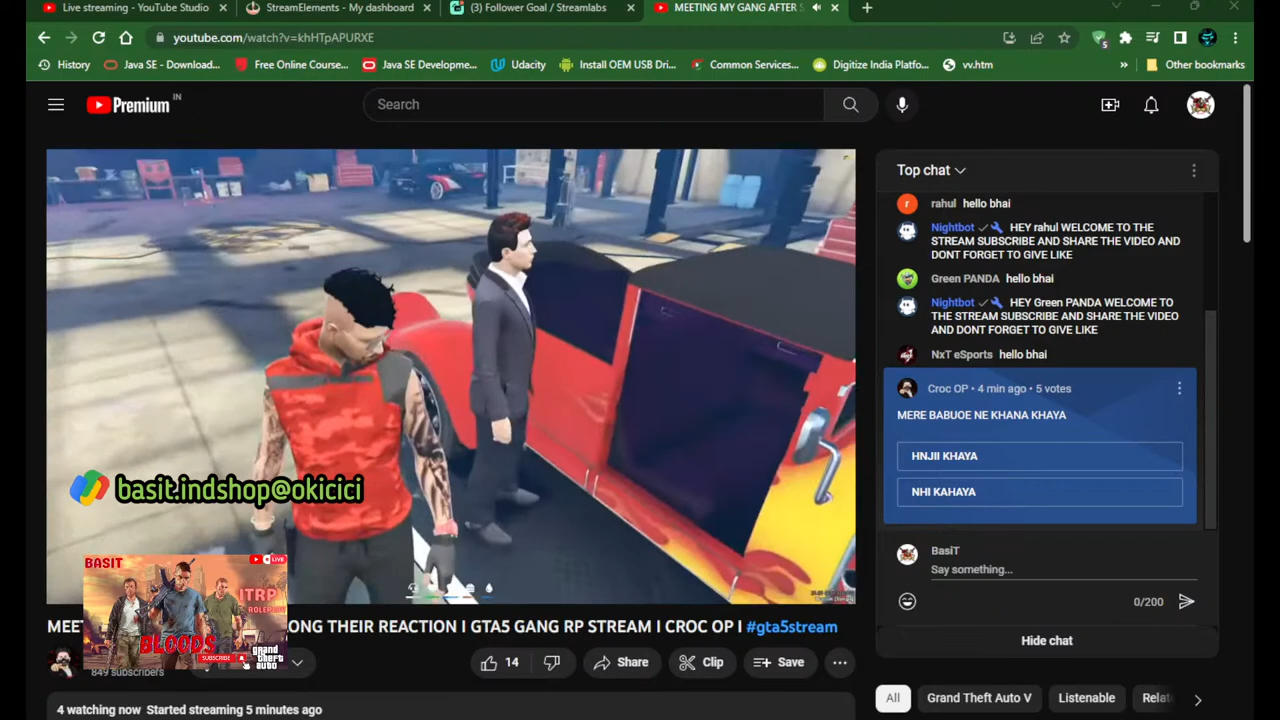 Live streaming - YouTube Studio
StreamElements - My dashboard
(3) Follower Goal / Streamlabs
MEETING MY GANG AFTER S
youtube.com/watch?v=khHTpAPURXE
5
History
Java SE - Download...
Free Online Course...
Java SE Developme...
Udacity
Install OEM USB Dri...
Common Services...
Digitize India Platfo...
vv.htm
»
Other bookmarks
Premium IN
Search
Top chat
rahul hello bhai
Nightbot HEY rahul WELCOME TO THE
STREAM SUBSCRIBE AND SHARE THE VIDEO AND
DONT FORGET TO GIVE LIKE
Green PANDA hello bhai
Nightbot HEY Green PANDA WELCOME TO
THE STREAM SUBSCRIBE AND SHARE THE VIDEO
AND DONT FORGET TO GIVE LIKE
NxT eSports hello bhai
Croc OP • 4 min ago • 5 votes
MERE BABUOE NE KHANA KHAYA
HNJII KHAYA
NHI KAHAYA
BasiT
Say something...
0/200
Hide chat
basit.indshop@okicici
BASIT
LIVE
ITRP
ROLEPLAY
BLOODS
SUBSCRIBE
grand
theft
auto
MEET
ONG THEIR REACTION I GTA5 GANG RP STREAM I CROC OP I #gta5stream
849 subscribers
14
Share
Clip
Save
4 watching now Started streaming 5 minutes ago
All
Grand Theft Auto V
Listenable
Relat